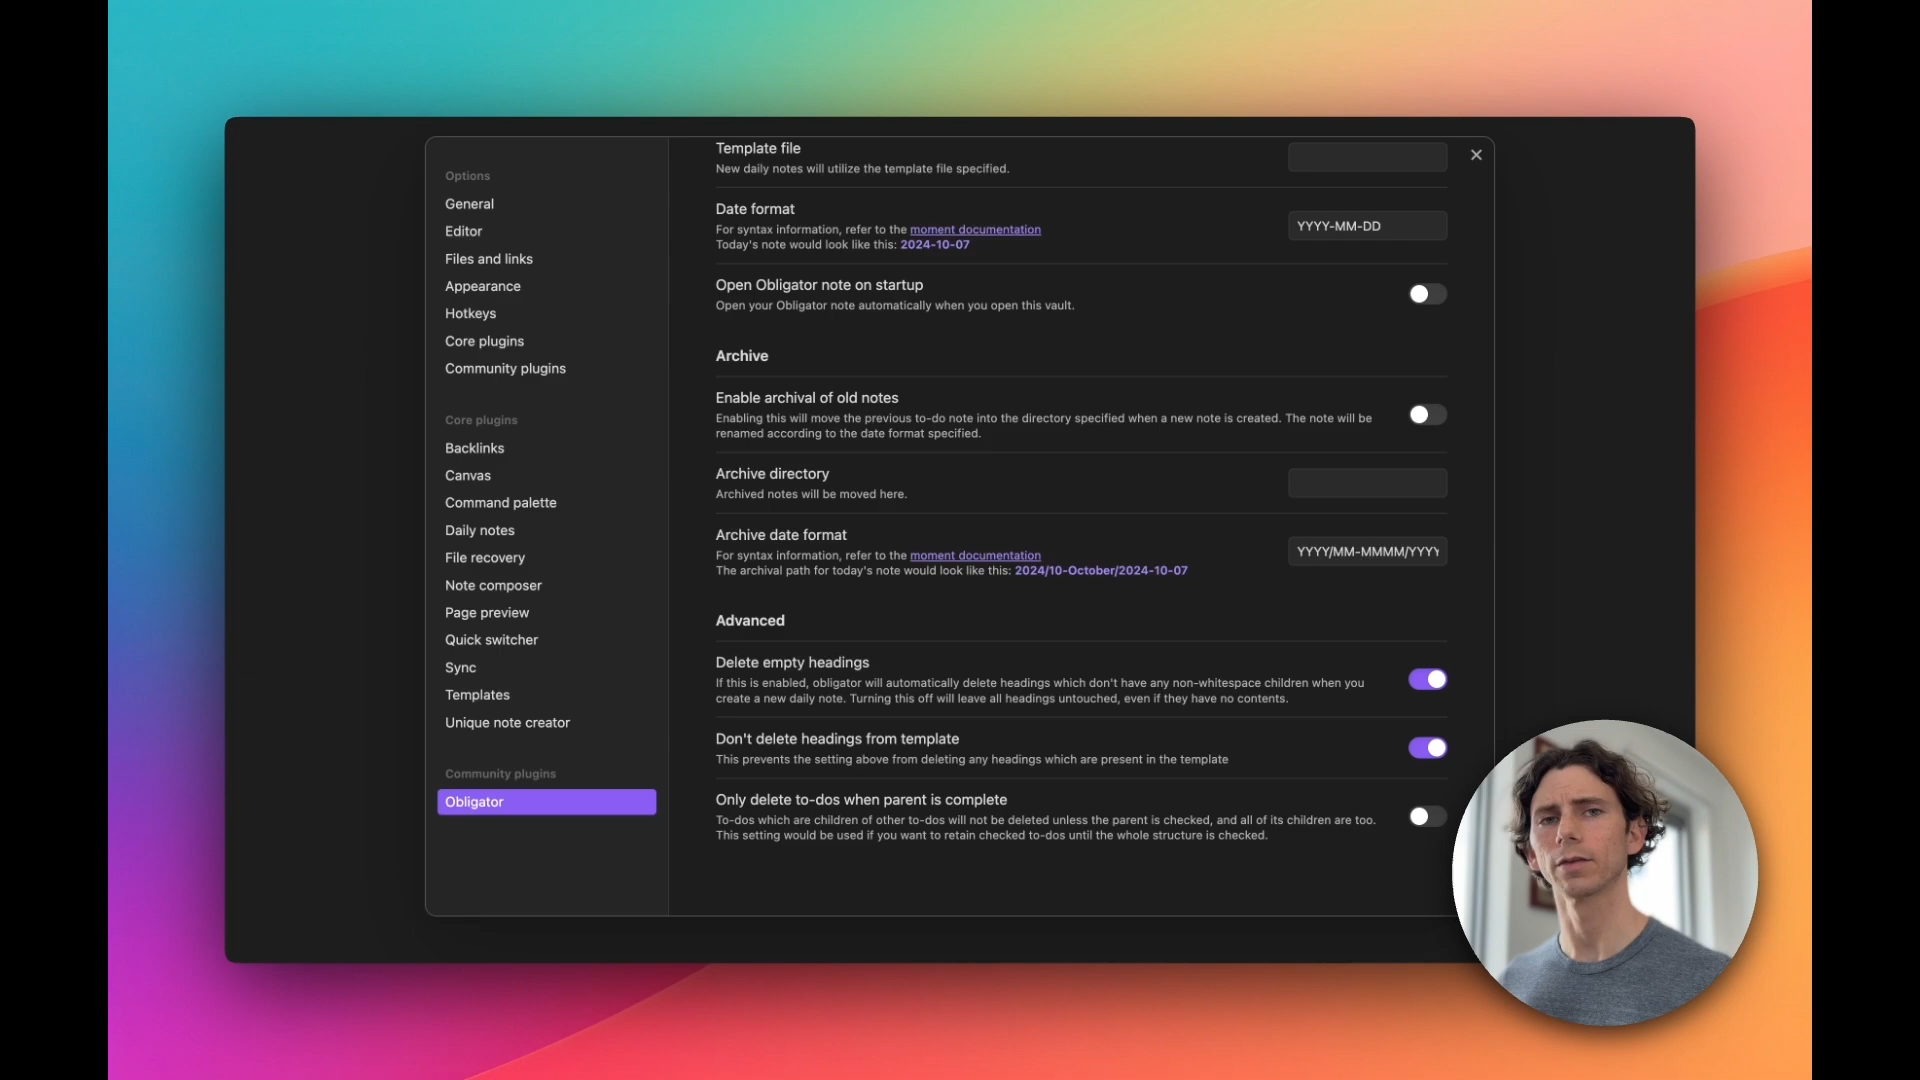 Options
General
Editor
Files and links
Appearance
Hotkeys
Core plugins
Community plugins
Core plugins
Backlinks
Canvas
Command palette
Daily notes
File recovery
Note composer
Page preview
Quick switcher
Sync
Templates
Unique note creator
Community plugins
Obligator
Template file
New daily notes will utilize the template file specified.
Date format
For syntax information, refer to the moment documentation
Today's note would look like this: 2024-10-07
YYYY-MM-DD
Open Obligator note on startup
Open your Obligator note automatically when you open this vault.
Archive
Enable archival of old notes
Enabling this will move the previous to-do note into the directory specified when a new note is created. The note will be
renamed according to the date format specified.
Archive directory
Archived notes will be moved here.
Archive date format
For syntax information, refer to the moment documentation
The archival path for today's note would look like this: 2024/10-October/2024-10-07
YYYY/MM-MMMM/YYYY
Advanced
Delete empty headings
If this is enabled, obligator will automatically delete headings which don't have any non-whitespace children when you
create a new daily note. Turning this off will leave all headings untouched, even if they have no contents.
Don't delete headings from template
This prevents the setting above from deleting any headings which are present in the template
Only delete to-dos when parent is complete
To-dos which are children of other to-dos will not be deleted unless the parent is checked, and all of its children are too.
This setting would be used if you want to retain checked to-dos until the whole structure is checked.